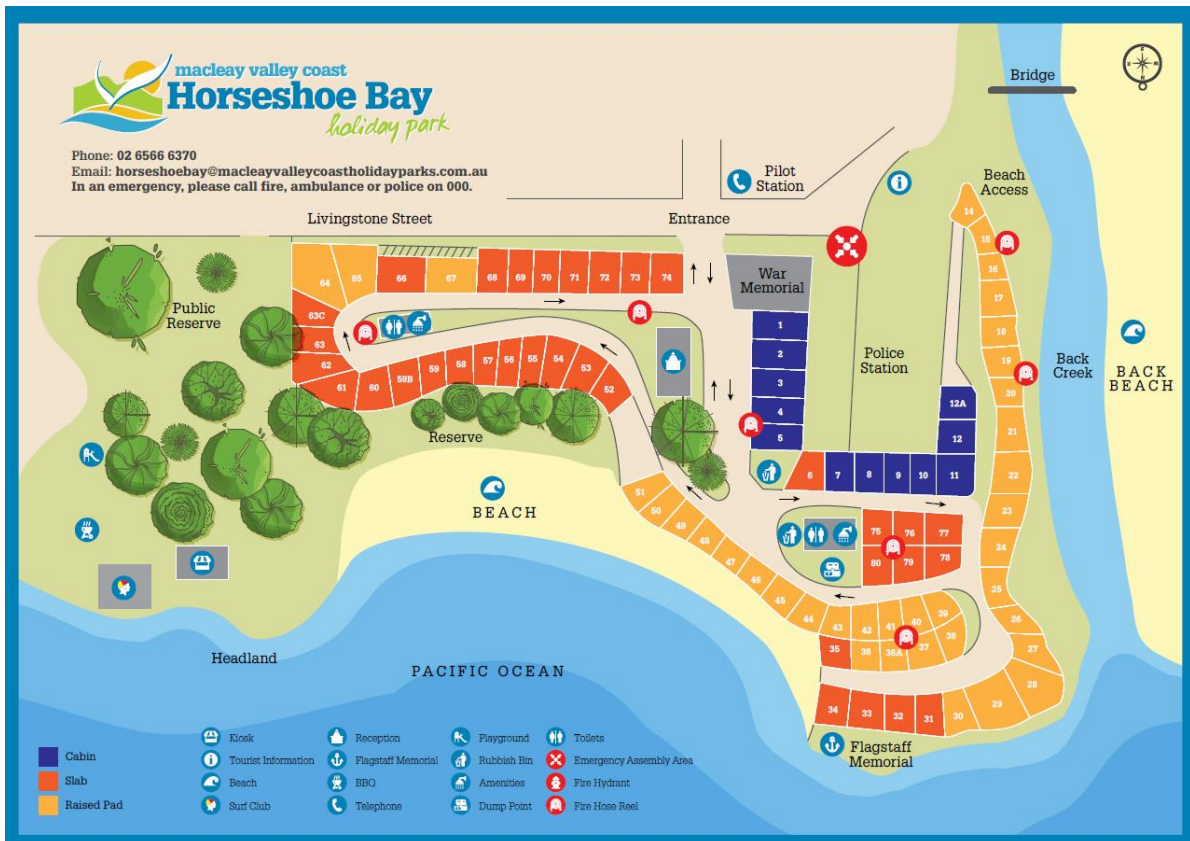 macleay valley coast
Horseshoe Bay
holiday park
Phone: 02 6566 6370
Email: horseshoebay@macleayvalleycoastholidayparks.com.au
In an emergency, please call fire, ambulance or police on 000.
Bridge
Pilot
Station
Beach
Access
Livingstone Street
Entrance
War
Memorial
Public
Reserve
Police
Station
Back
Creek
BACK
BEACH
Reserve
BEACH
Headland
PACIFIC OCEAN
Flagstaff
Memorial
64
65
66
67
68
69
70
71
72
73
74
63C
63
62
61
60
59B
59
58
57
56
55
54
53
52
1
2
3
4
5
6
7
8
9
10
11
12
12A
14
15
16
17
18
19
20
21
22
23
24
25
26
27
28
29
30
31
32
33
34
35
36
36A
37
38
39
40
41
42
43
44
45
46
47
48
49
50
51
75
76
77
80
79
78
Cabin
Slab
Raised Pad
Kiosk
Tourist Information
Beach
Surf Club
Reception
Flagstaff Memorial
BBQ
Telephone
Playground
Rubbish Bin
Amenities
Dump Point
Toilets
Emergency Assembly Area
Fire Hydrant
Fire Hose Reel